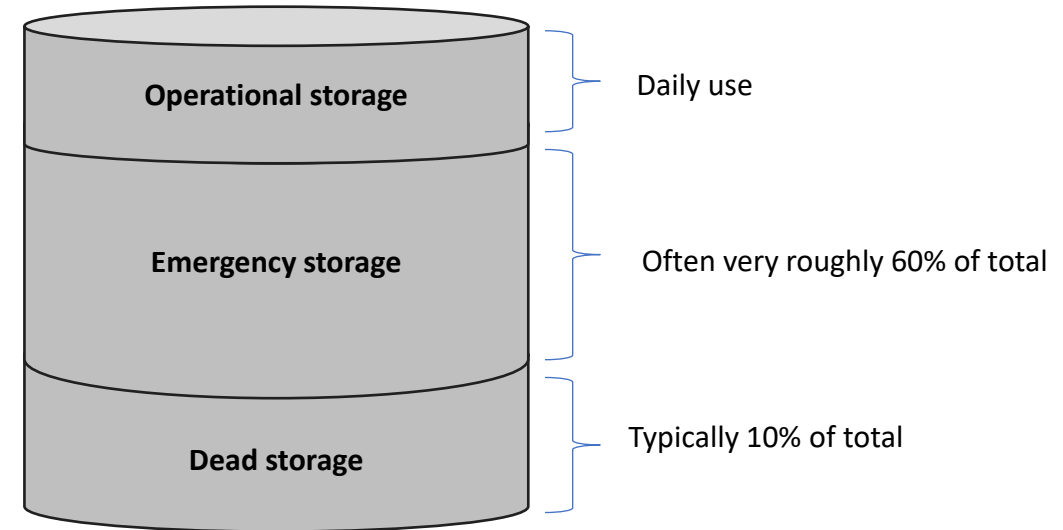 Operational storage
Daily use
Emergency storage
Often very roughly 60% of total
Dead storage
Typically 10% of total